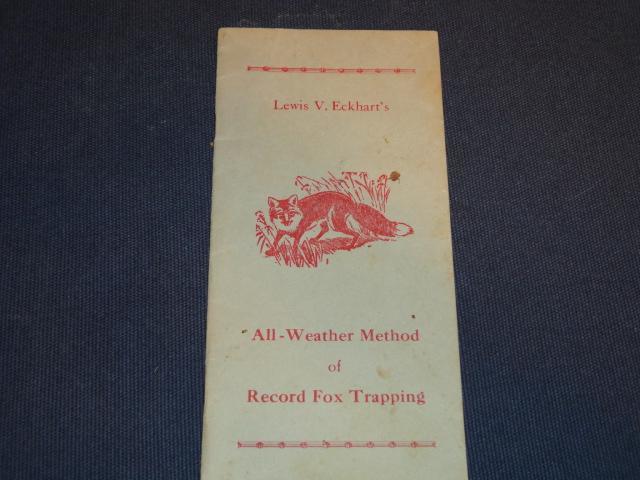 Lewis V. Eckhart's
All-Weather Method
of
Record Fox Trapping